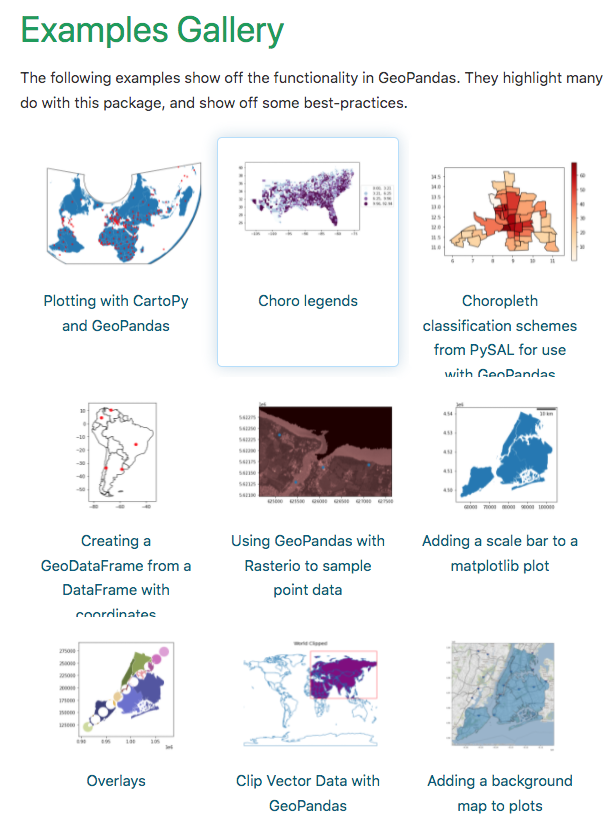 Examples Gallery
The following examples show off the functionality in GeoPandas. They highlight many
do with this package, and show off some best-practices.
Plotting with CartoPy
and GeoPandas
Choro legends
Choropleth
classification schemes
from PySAL for use
with GeoPandas
Creating a
GeoDataFrame from a
DataFrame with
coordinates
Using GeoPandas with
Rasterio to sample
point data
Adding a scale bar to a
matplotlib plot
10 km
World Clipped
Overlays
Clip Vector Data with
GeoPandas
Adding a background
map to plots